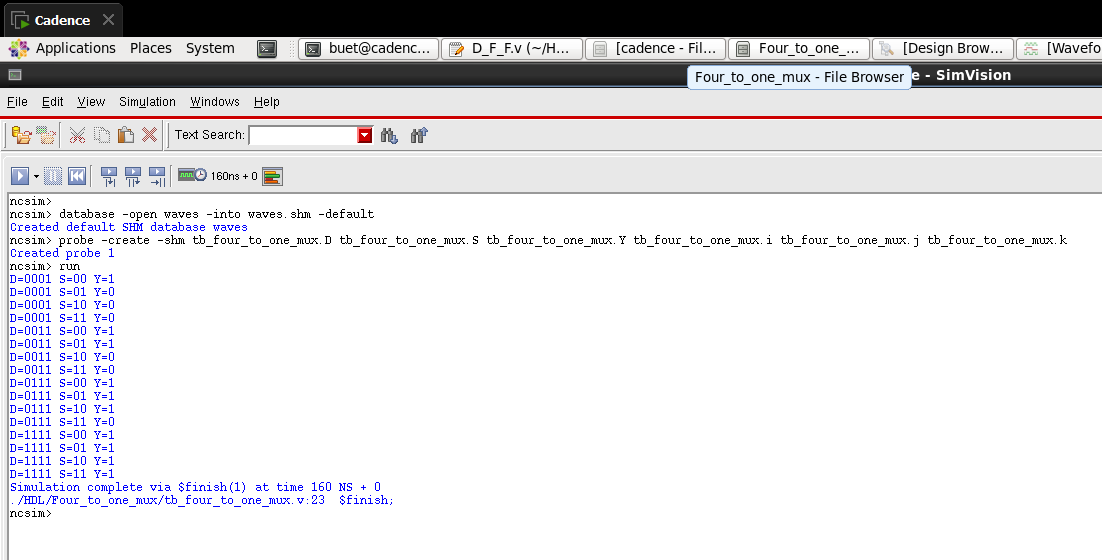 Cadence
Applications Places System buet@cadenc... D_F_F.v (~/H... [cadence - Fil... Four_to_one_... [Design Brow... [Wavefo
Four_to_one_mux - File Browser e - SimVision
File Edit View Simulation Windows Help
Text Search:
160ns + 0
ncsim>
ncsim> database -open waves -into waves.shm -default
Created default SHM database waves
ncsim> probe -create -shm tb_four_to_one_mux.D tb_four_to_one_mux.S tb_four_to_one_mux.Y tb_four_to_one_mux.i tb_four_to_one_mux.j tb_four_to_one_mux.k
Created probe 1
ncsim> run
D=0001 S=00 Y=1
D=0001 S=01 Y=0
D=0001 S=10 Y=0
D=0001 S=11 Y=0
D=0011 S=00 Y=1
D=0011 S=01 Y=1
D=0011 S=10 Y=0
D=0011 S=11 Y=0
D=0111 S=00 Y=1
D=0111 S=01 Y=1
D=0111 S=10 Y=1
D=0111 S=11 Y=0
D=1111 S=00 Y=1
D=1111 S=01 Y=1
D=1111 S=10 Y=1
D=1111 S=11 Y=1
Simulation complete via $finish(1) at time 160 NS + 0
./HDL/Four_to_one_mux/tb_four_to_one_mux.v:23  $finish;
ncsim>